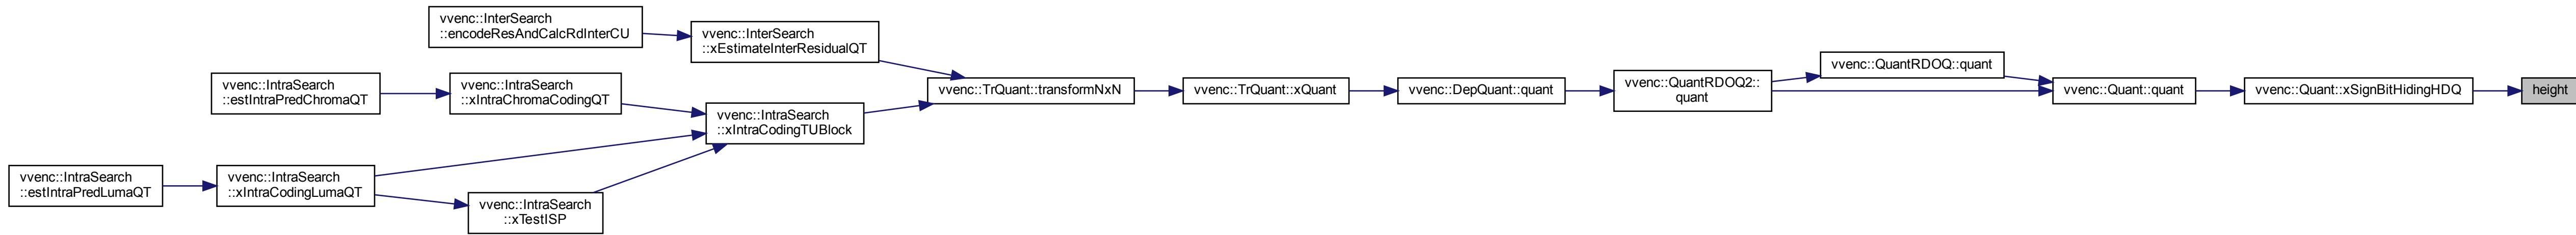 vvenc::InterSearch
::encodeResAndCalcRdInterCU
vvenc::InterSearch
::xEstimateInterResidualQT
vvenc::IntraSearch
::estIntraPredChromaQT
vvenc::IntraSearch
::xIntraChromaCodingQT
vvenc::IntraSearch
::xIntraCodingTUBlock
vvenc::TrQuant::transformNxN
vvenc::TrQuant::xQuant
vvenc::DepQuant::quant
vvenc::QuantRDOQ2::
quant
vvenc::QuantRDOQ::quant
vvenc::Quant::quant
vvenc::Quant::xSignBitHidingHDQ
height
vvenc::IntraSearch
::estIntraPredLumaQT
vvenc::IntraSearch
::xIntraCodingLumaQT
vvenc::IntraSearch
::xTestISP